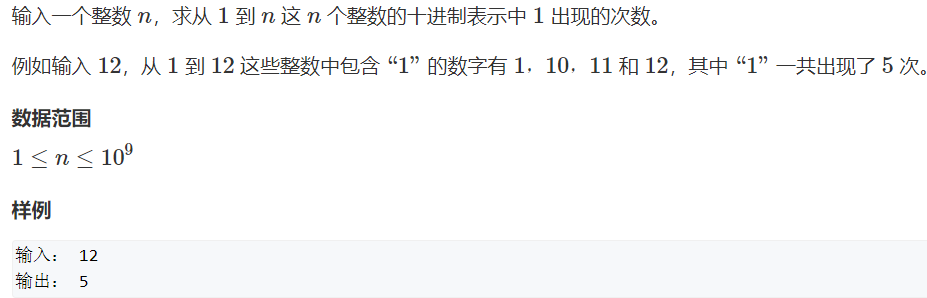 输入一个整数 n，求从 1 到 n 这 n 个整数的十进制表示中 1 出现的次数。
例如输入 12，从 1 到 12 这些整数中包含 “1” 的数字有 1，10，11 和 12，其中 “1” 一共出现了 5 次。
数据范围
1 ≤ n ≤ 10⁹
样例
输入： 12
输出： 5